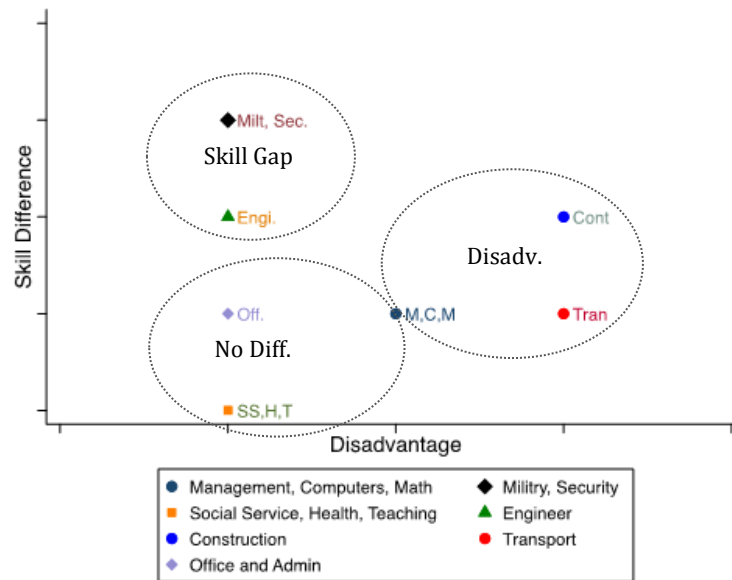 Milt, Sec.
Skill Gap
Engi.
Cont
Disadv.
Off.
M,C,M
Tran
No Diff.
SS,H,T
Skill Difference
Disadvantage
Management, Computers, Math
Militry, Security
Social Service, Health, Teaching
Engineer
Construction
Transport
Office and Admin